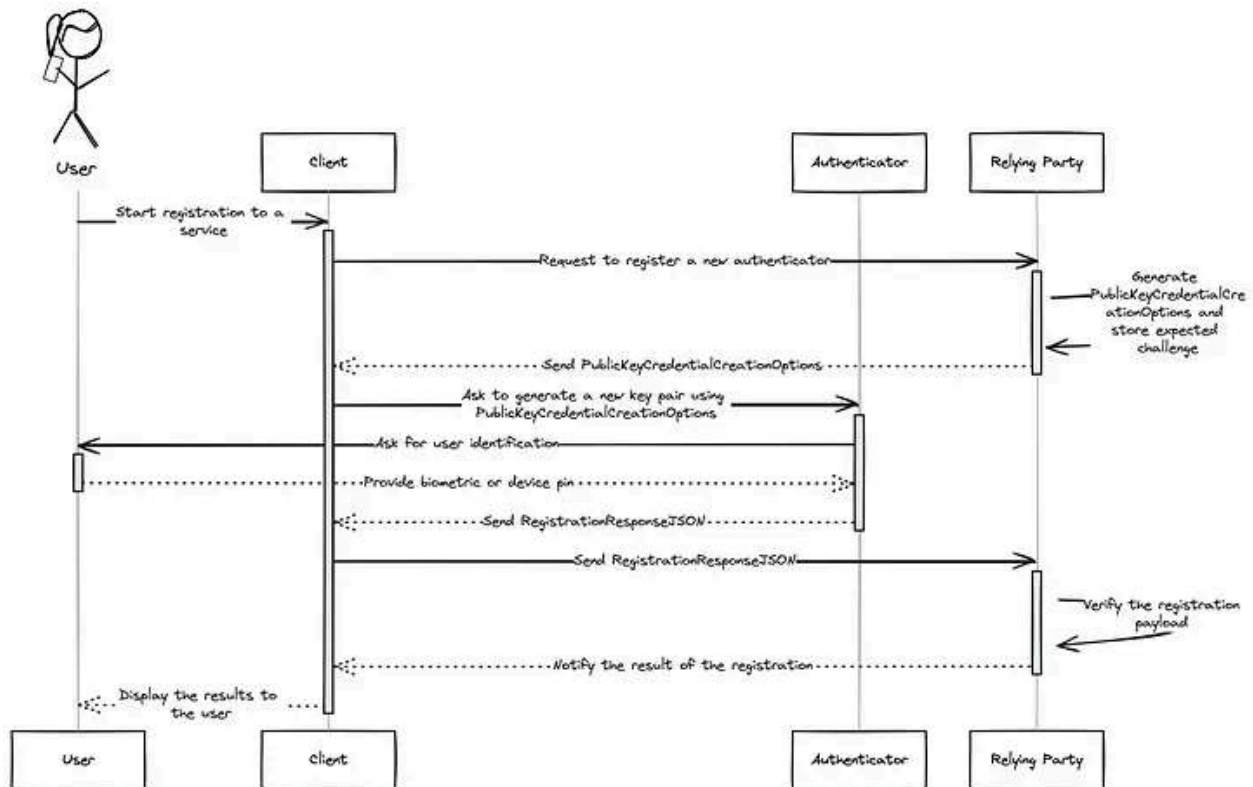 User
Client
Authenticator
Relying Party
Start registration to a
service
Request to register a new authenticator
Generate
PublicKeyCredentialCre
ationOptions and
store expected
challenge
Send PublicKeyCredentialCreationOptions
Ask to generate a new key pair using
PublicKeyCredentialCreationOptions
Ask for user identification
Provide biometric or device pin
Send RegistrationResponseJSON
Send RegistrationResponseJSON
Verify the registration
payload
Notify the result of the registration
Display the results to
the user
User
Client
Authenticator
Relying Party